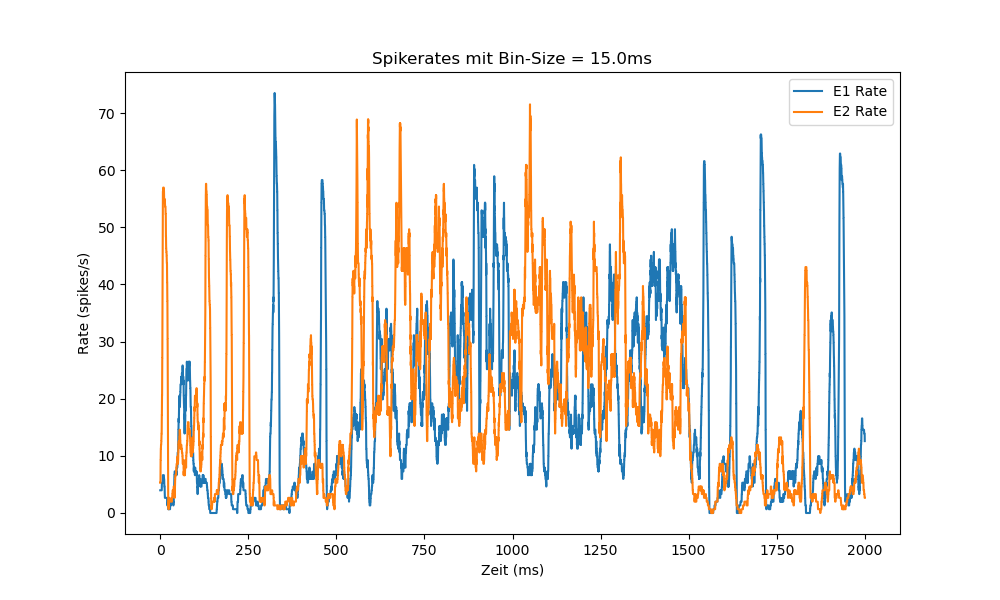 Spikerates mit Bin-Size = 15.0ms
E1 Rate
E2 Rate
70
60
50
40
30
20
10
0
Rate (spikes/s)
0 250 500 750 1000 1250 1500 1750 2000
Zeit (ms)